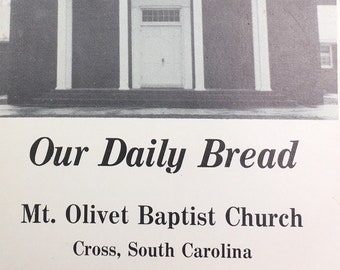 Our Daily Bread
Mt. Olivet Baptist Church
Cross, South Carolina